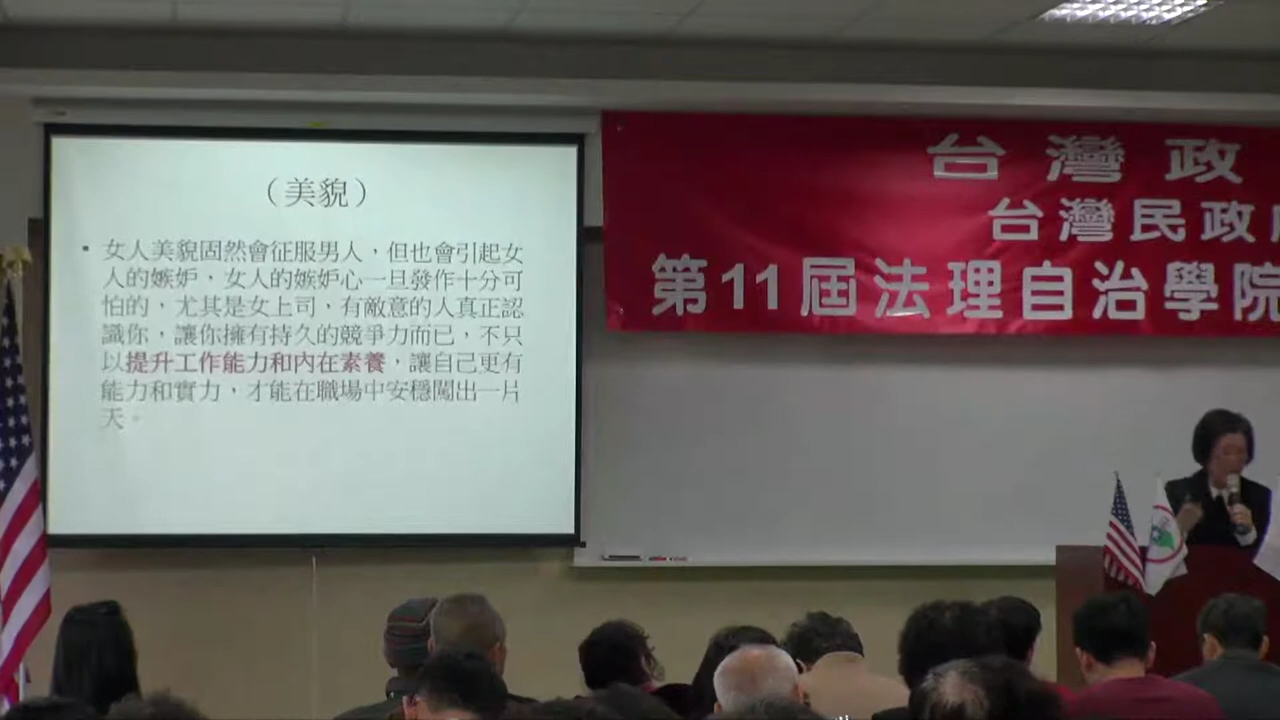 （美貌）
▪ 女人美貌固然會征服男人，但也會引起女
人的嫉妒，女人的嫉妒心一旦發作十分可
怕的，尤其是女上司，有敵意的人真正認
識你，讓你擁有持久的競爭力而已，不只
以提升工作能力和內在素養，讓自己更有
能力和實力，才能在職場中安穩闖出一片
天。
台灣政
台灣民政府
第11屆法理自治學院